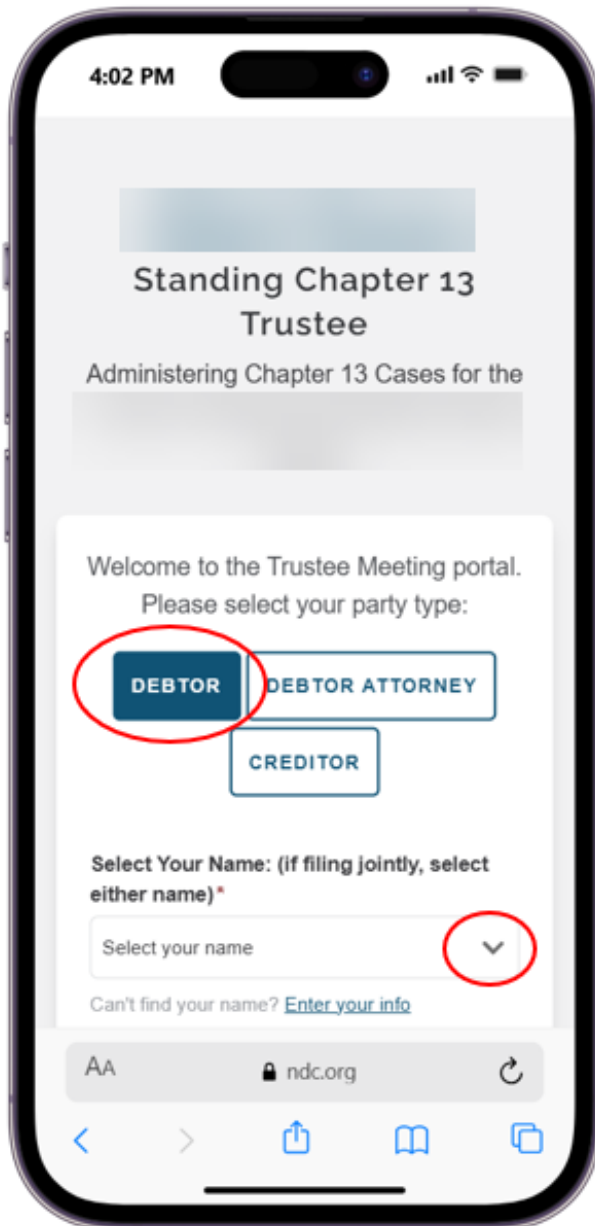 4:02 PM
Standing Chapter 13
Trustee
Administering Chapter 13 Cases for the
Welcome to the Trustee Meeting portal.
Please select your party type:
DEBTOR DEBTOR ATTORNEY
CREDITOR
Select Your Name: (if filing jointly, select
either name)*
Select your name
Can't find your name? Enter your info
AA ndc.org